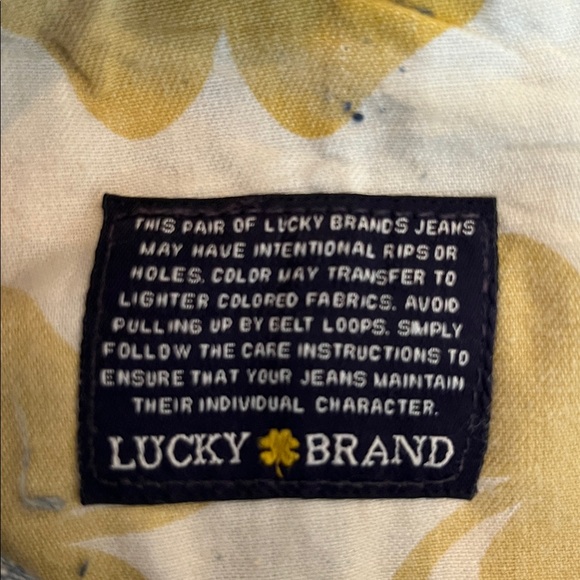 THIS PAIR OF LUCKY BRANDS JEANS
MAY HAVE INTENTIONAL RIPS OR
HOLES. COLOR MAY TRANSFER TO
LIGHTER COLORED FABRICS. AVOID
PULLING UP BY BELT LOOPS. SIMPLY
FOLLOW THE CARE INSTRUCTIONS TO
ENSURE THAT YOUR JEANS MAINTAIN
THEIR INDIVIDUAL CHARACTER.
LUCKY BRAND